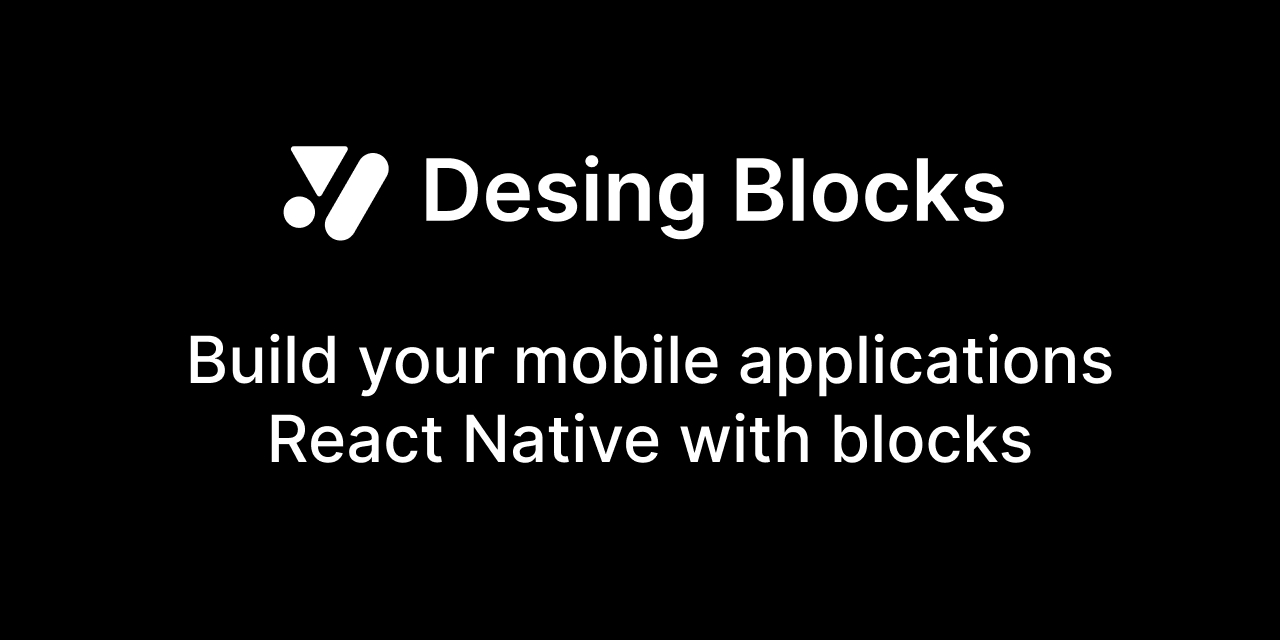 Desing Blocks
Build your mobile applications
React Native with blocks